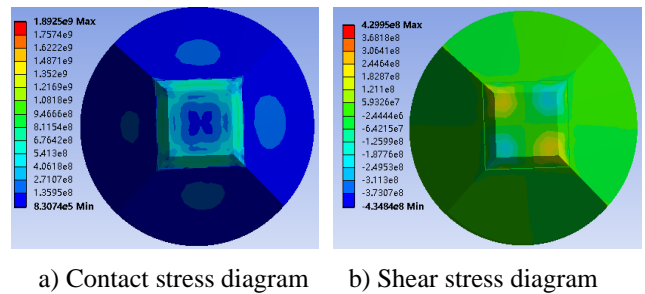 1.8925e9 Max
1.7574e9
1.6222e9
1.4871e9
1.352e9
1.2169e9
1.0818e9
9.4666e8
8.1154e8
6.7642e8
5.413e8
4.0618e8
2.7107e8
1.3595e8
8.3074e5 Min
4.2995e8 Max
3.6818e8
3.0641e8
2.4464e8
1.8287e8
1.211e8
5.9326e7
-2.4444e6
-6.4215e7
-1.2599e8
-1.8776e8
-2.4953e8
-3.113e8
-3.7307e8
-4.3484e8 Min
a) Contact stress diagram
b) Shear stress diagram